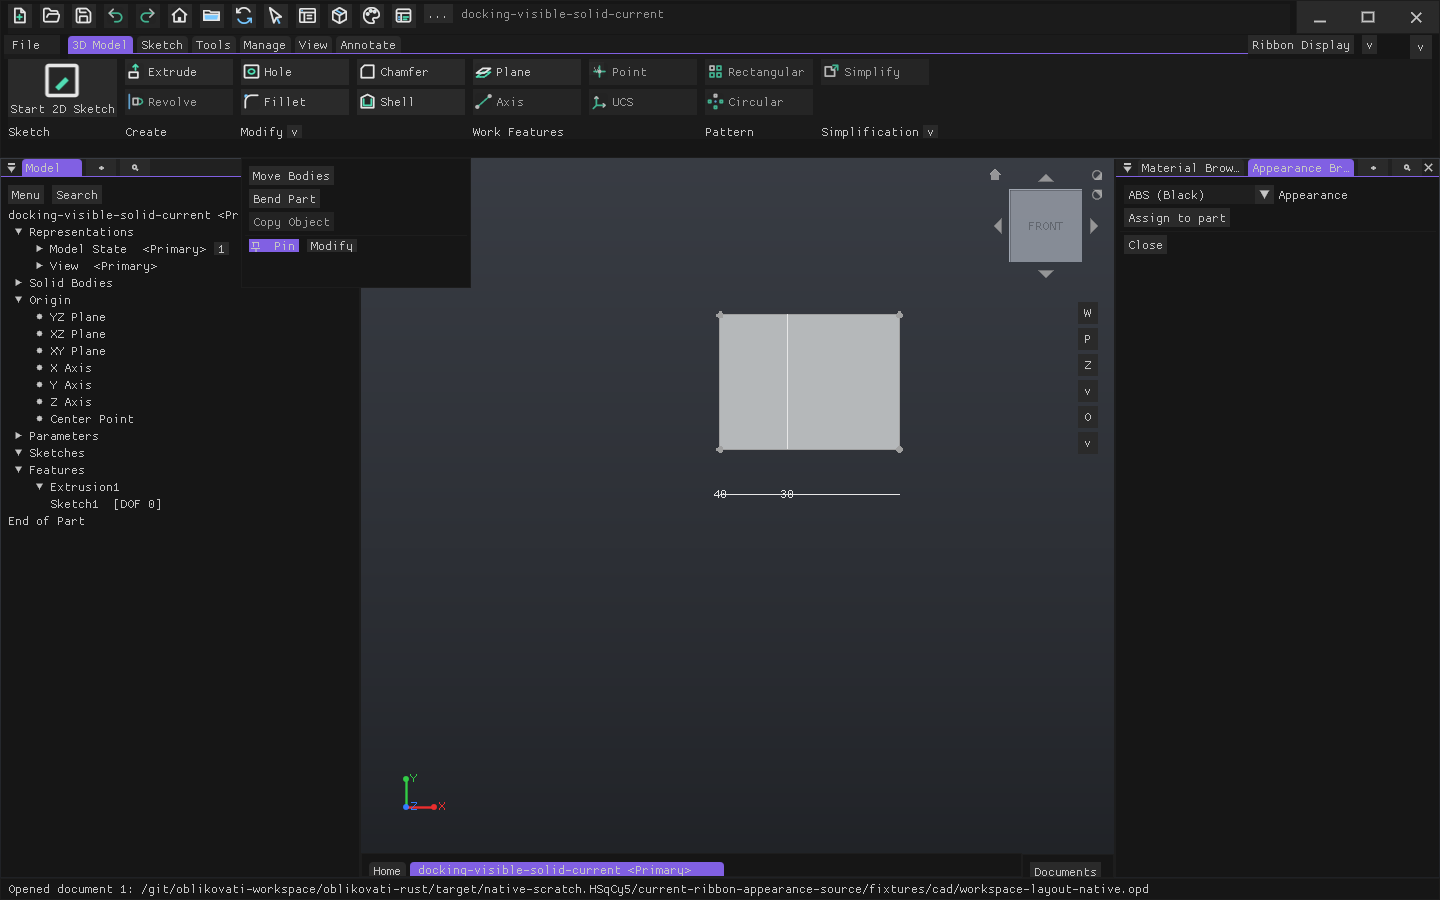 ... docking-visible-solid-current
File 3D Model Sketch Tools Manage View Annotate Ribbon Display v v
Start 2D Sketch
Extrude
Revolve
Hole
Fillet
Chamfer
Shell
Plane
Axis
Point
UCS
Rectangular
Circular
Simplify
Sketch Create Modify v Work Features Pattern Simplification v
Model
Menu Search
docking-visible-solid-current <Pr
Representations
Model State <Primary> 1
View <Primary>
Solid Bodies
Origin
YZ Plane
XZ Plane
XY Plane
X Axis
Y Axis
Z Axis
Center Point
Parameters
Sketches
Features
Extrusion1
Sketch1 [DOF 0]
End of Part
Move Bodies
Bend Part
Copy Object
Pin Modify
FRONT
W
P
Z
v
O
v
40 30
Y
Z X
Material Brow... Appearance Br...
ABS (Black) Appearance
Assign to part
Close
Home docking-visible-solid-current <Primary> Documents
Opened document 1: /git/oblikovati-workspace/oblikovati-rust/target/native-scratch.HSqCy5/current-ribbon-appearance-source/fixtures/cad/workspace-layout-native.opd